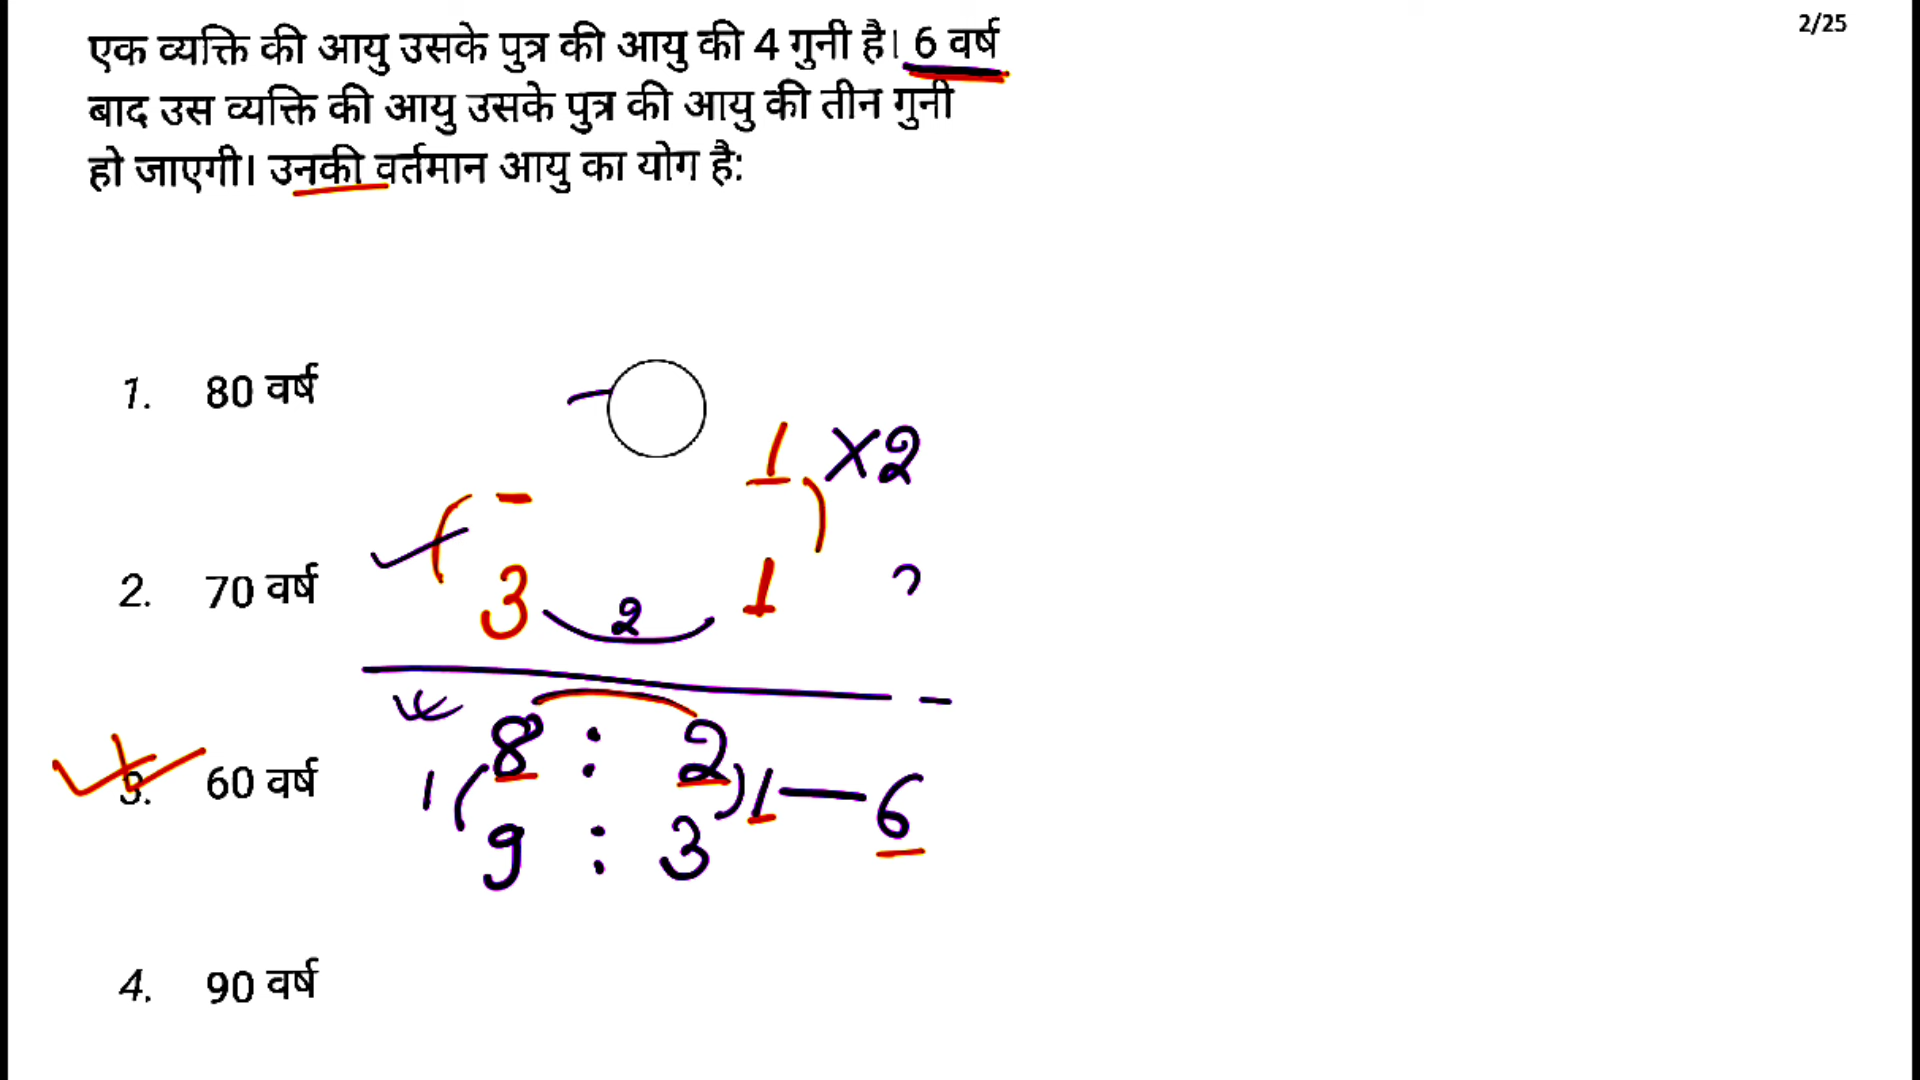 2/25
एक व्यक्ति की आयु उसके पुत्र की आयु की 4 गुनी है। 6 वर्ष
बाद उस व्यक्ति की आयु उसके पुत्र की आयु की तीन गुनी
हो जाएगी। उनकी वर्तमान आयु का योग है:
1. 80 वर्ष
1 ×2
2. 70 वर्ष
3 2 1
8 : 2
3. 60 वर्ष
1 ( ) 1 — 6
9 : 3
4. 90 वर्ष